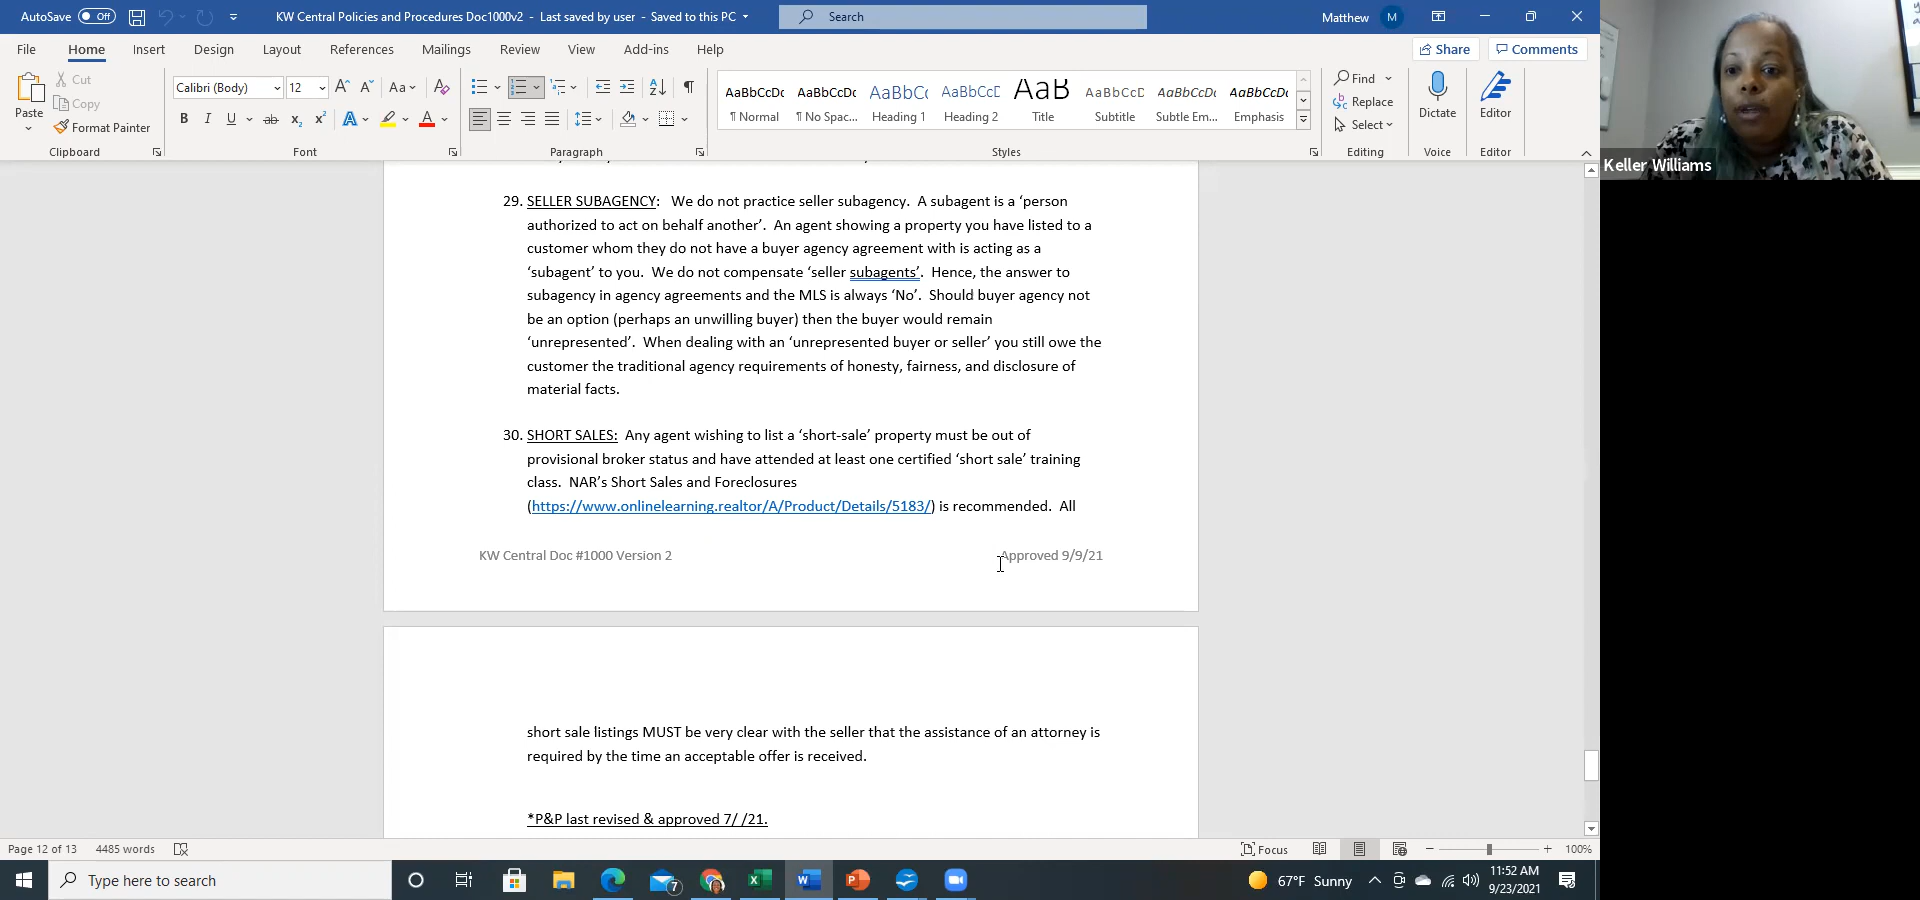 AutoSave Off KW Central Policies and Procedures Doc1000v2 - Last saved by user - Saved to this PC Search Matthew M
File Home Insert Design Layout References Mailings Review View Add-ins Help Share Comments
Paste Cut Copy Format Painter
Calibri (Body) 12 Aa
AaBbCcDc AaBbCcDc AaBbC AaBbCcD AaB AaBbCcD AaBbCcDc AaBbCcDc
¶ Normal ¶ No Spac... Heading 1 Heading 2 Title Subtitle Subtle Em... Emphasis
Find Replace Select Dictate Editor
Clipboard Font Paragraph Styles Editing Voice Editor
Keller Williams
29. SELLER SUBAGENCY: We do not practice seller subagency. A subagent is a ‘person
authorized to act on behalf another’. An agent showing a property you have listed to a
customer whom they do not have a buyer agency agreement with is acting as a
‘subagent’ to you. We do not compensate ‘seller subagents’. Hence, the answer to
subagency in agency agreements and the MLS is always ‘No’. Should buyer agency not
be an option (perhaps an unwilling buyer) then the buyer would remain
‘unrepresented’. When dealing with an ‘unrepresented buyer or seller’ you still owe the
customer the traditional agency requirements of honesty, fairness, and disclosure of
material facts.
30. SHORT SALES: Any agent wishing to list a ‘short-sale’ property must be out of
provisional broker status and have attended at least one certified ‘short sale’ training
class. NAR’s Short Sales and Foreclosures
(https://www.onlinelearning.realtor/A/Product/Details/5183/) is recommended. All
KW Central Doc #1000 Version 2 Approved 9/9/21
short sale listings MUST be very clear with the seller that the assistance of an attorney is
required by the time an acceptable offer is received.
*P&P last revised & approved 7/ /21.
Page 12 of 13 4485 words Focus 100%
Type here to search 7 67°F Sunny 11:52 AM
9/23/2021